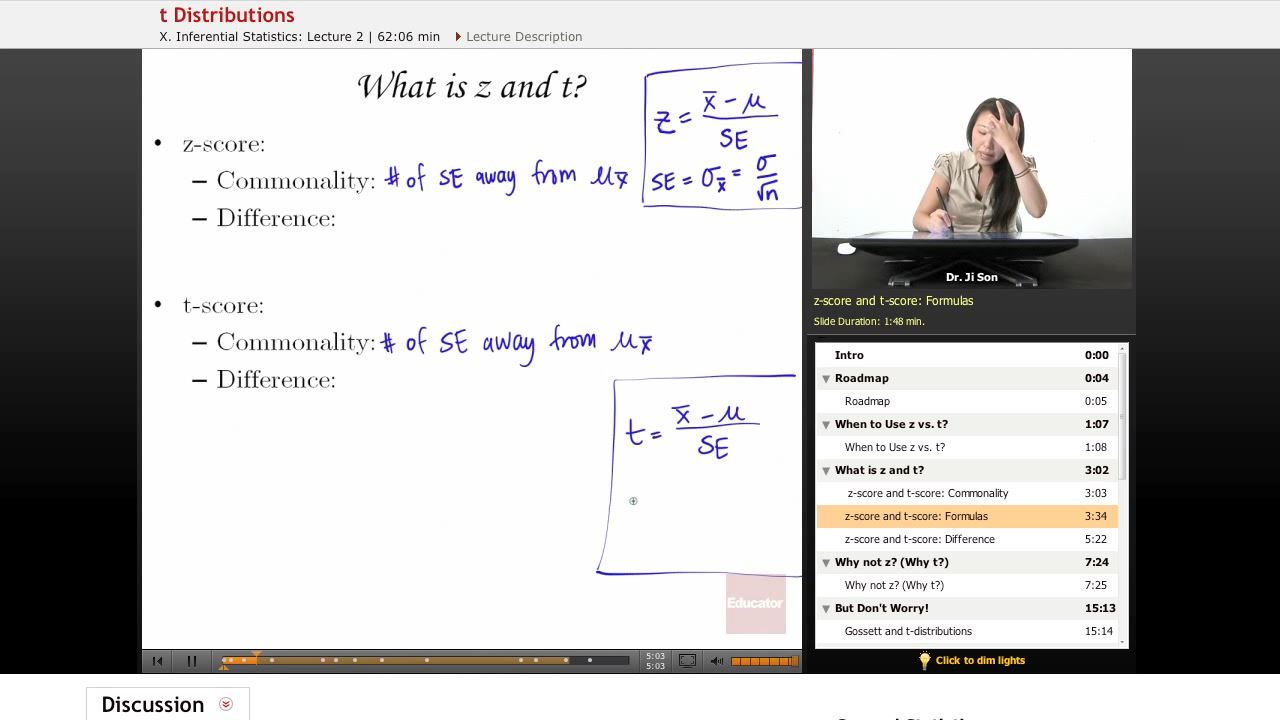 t Distributions
X. Inferential Statistics: Lecture 2 | 62:06 min Lecture Description
What is z and t?
z = x̄ - μ / SE
SE = σx̄ = σ / √n
• z-score:
– Commonality: # of SE away from μx̄
– Difference:
• t-score:
– Commonality: # of SE away from μx̄
– Difference:
t = x̄ - μ / SE
Educator
5:03
5:03
Dr. Ji Son
z-score and t-score: Formulas
Slide Duration: 1:48 min.
Intro 0:00
Roadmap 0:04
Roadmap 0:05
When to Use z vs. t? 1:07
When to Use z vs. t? 1:08
What is z and t? 3:02
z-score and t-score: Commonality 3:03
z-score and t-score: Formulas 3:34
z-score and t-score: Difference 5:22
Why not z? (Why t?) 7:24
Why not z? (Why t?) 7:25
But Don't Worry! 15:13
Gossett and t-distributions 15:14
Click to dim lights
Discussion